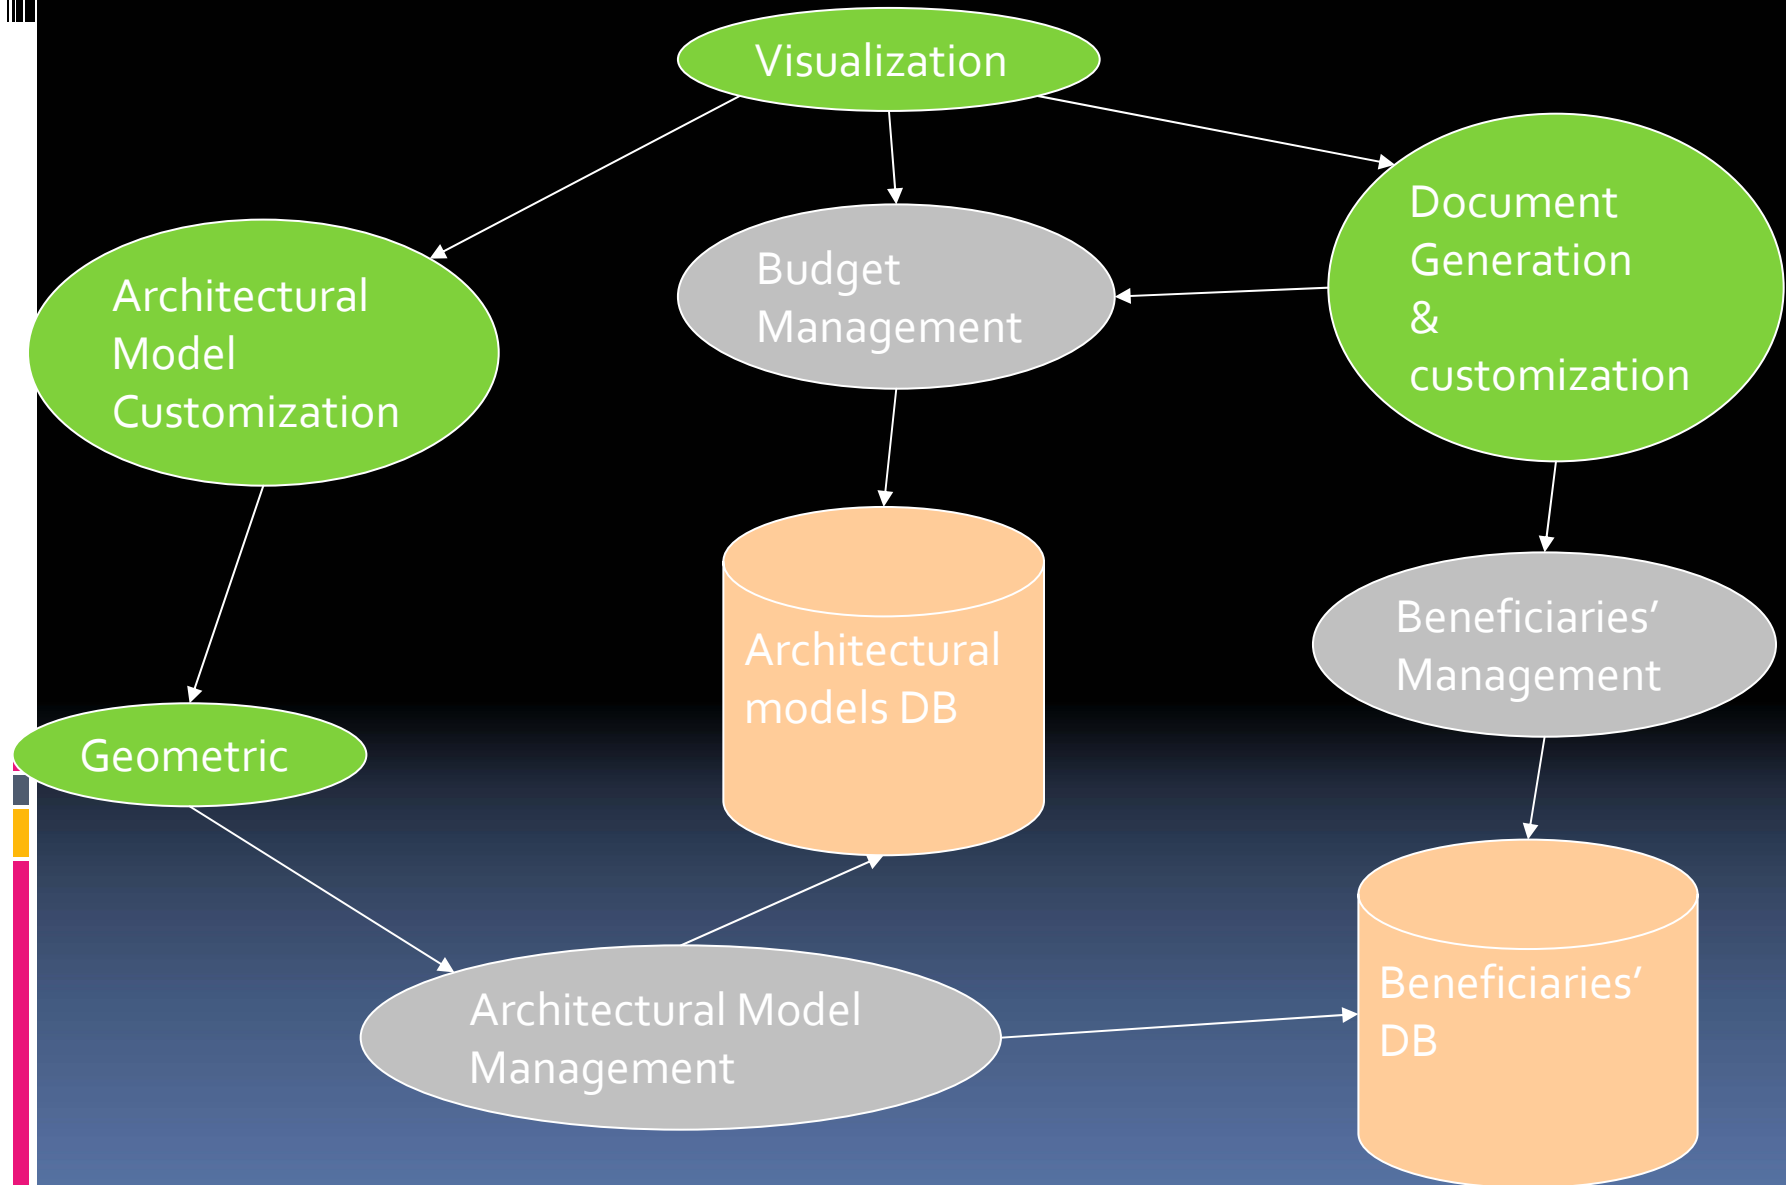 Visualization
Document
Generation
&
customization
Budget
Management
Architectural
Model
Customization
Beneficiaries’
Management
Architectural
models DB
Geometric
Beneficiaries’
DB
Architectural Model
Management